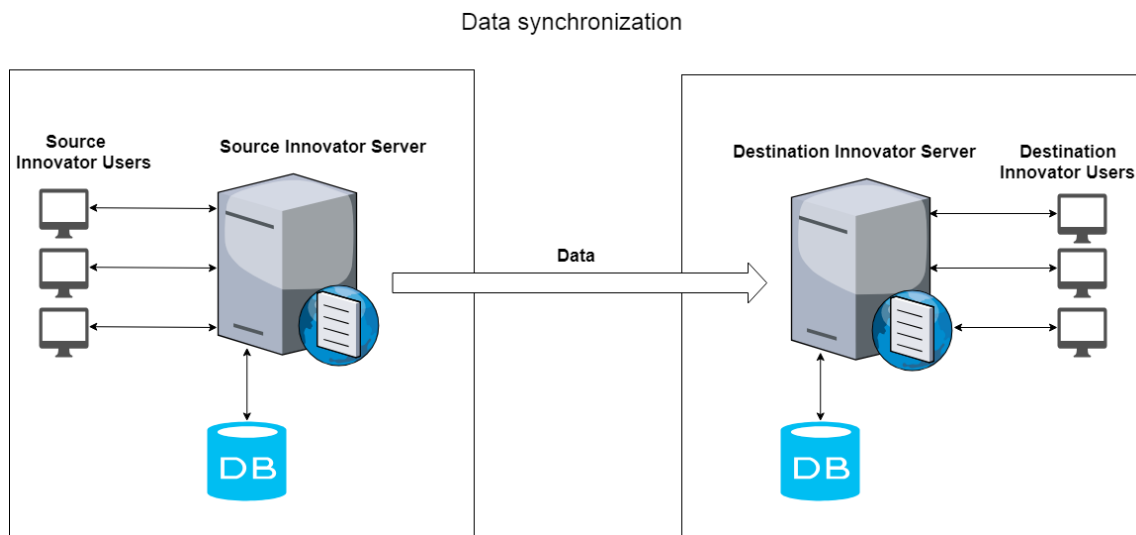 Data synchronization
Source
Innovator Users
Source Innovator Server
Data
Destination Innovator Server
Destination
Innovator Users
DB
DB